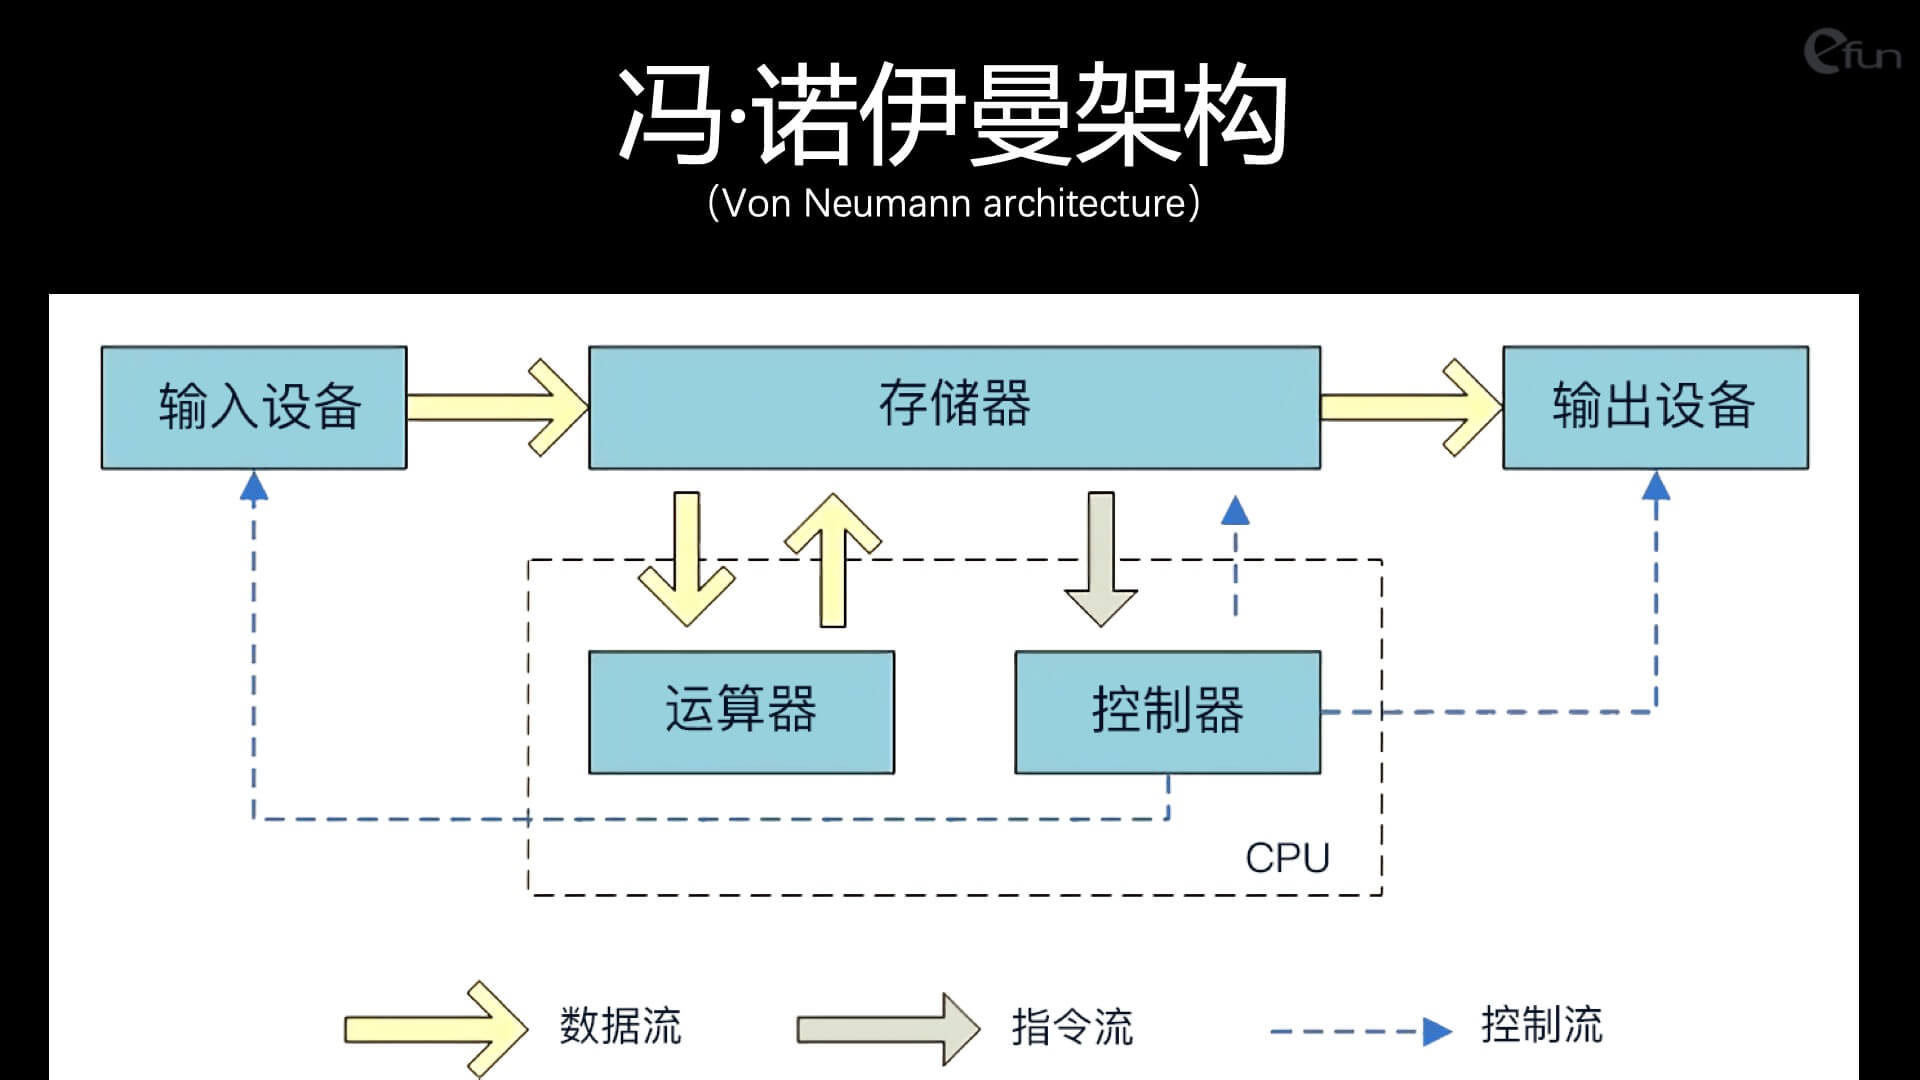 efun
冯·诺伊曼架构
（Von Neumann architecture）
输入设备
存储器
输出设备
运算器
控制器
CPU
数据流
指令流
控制流